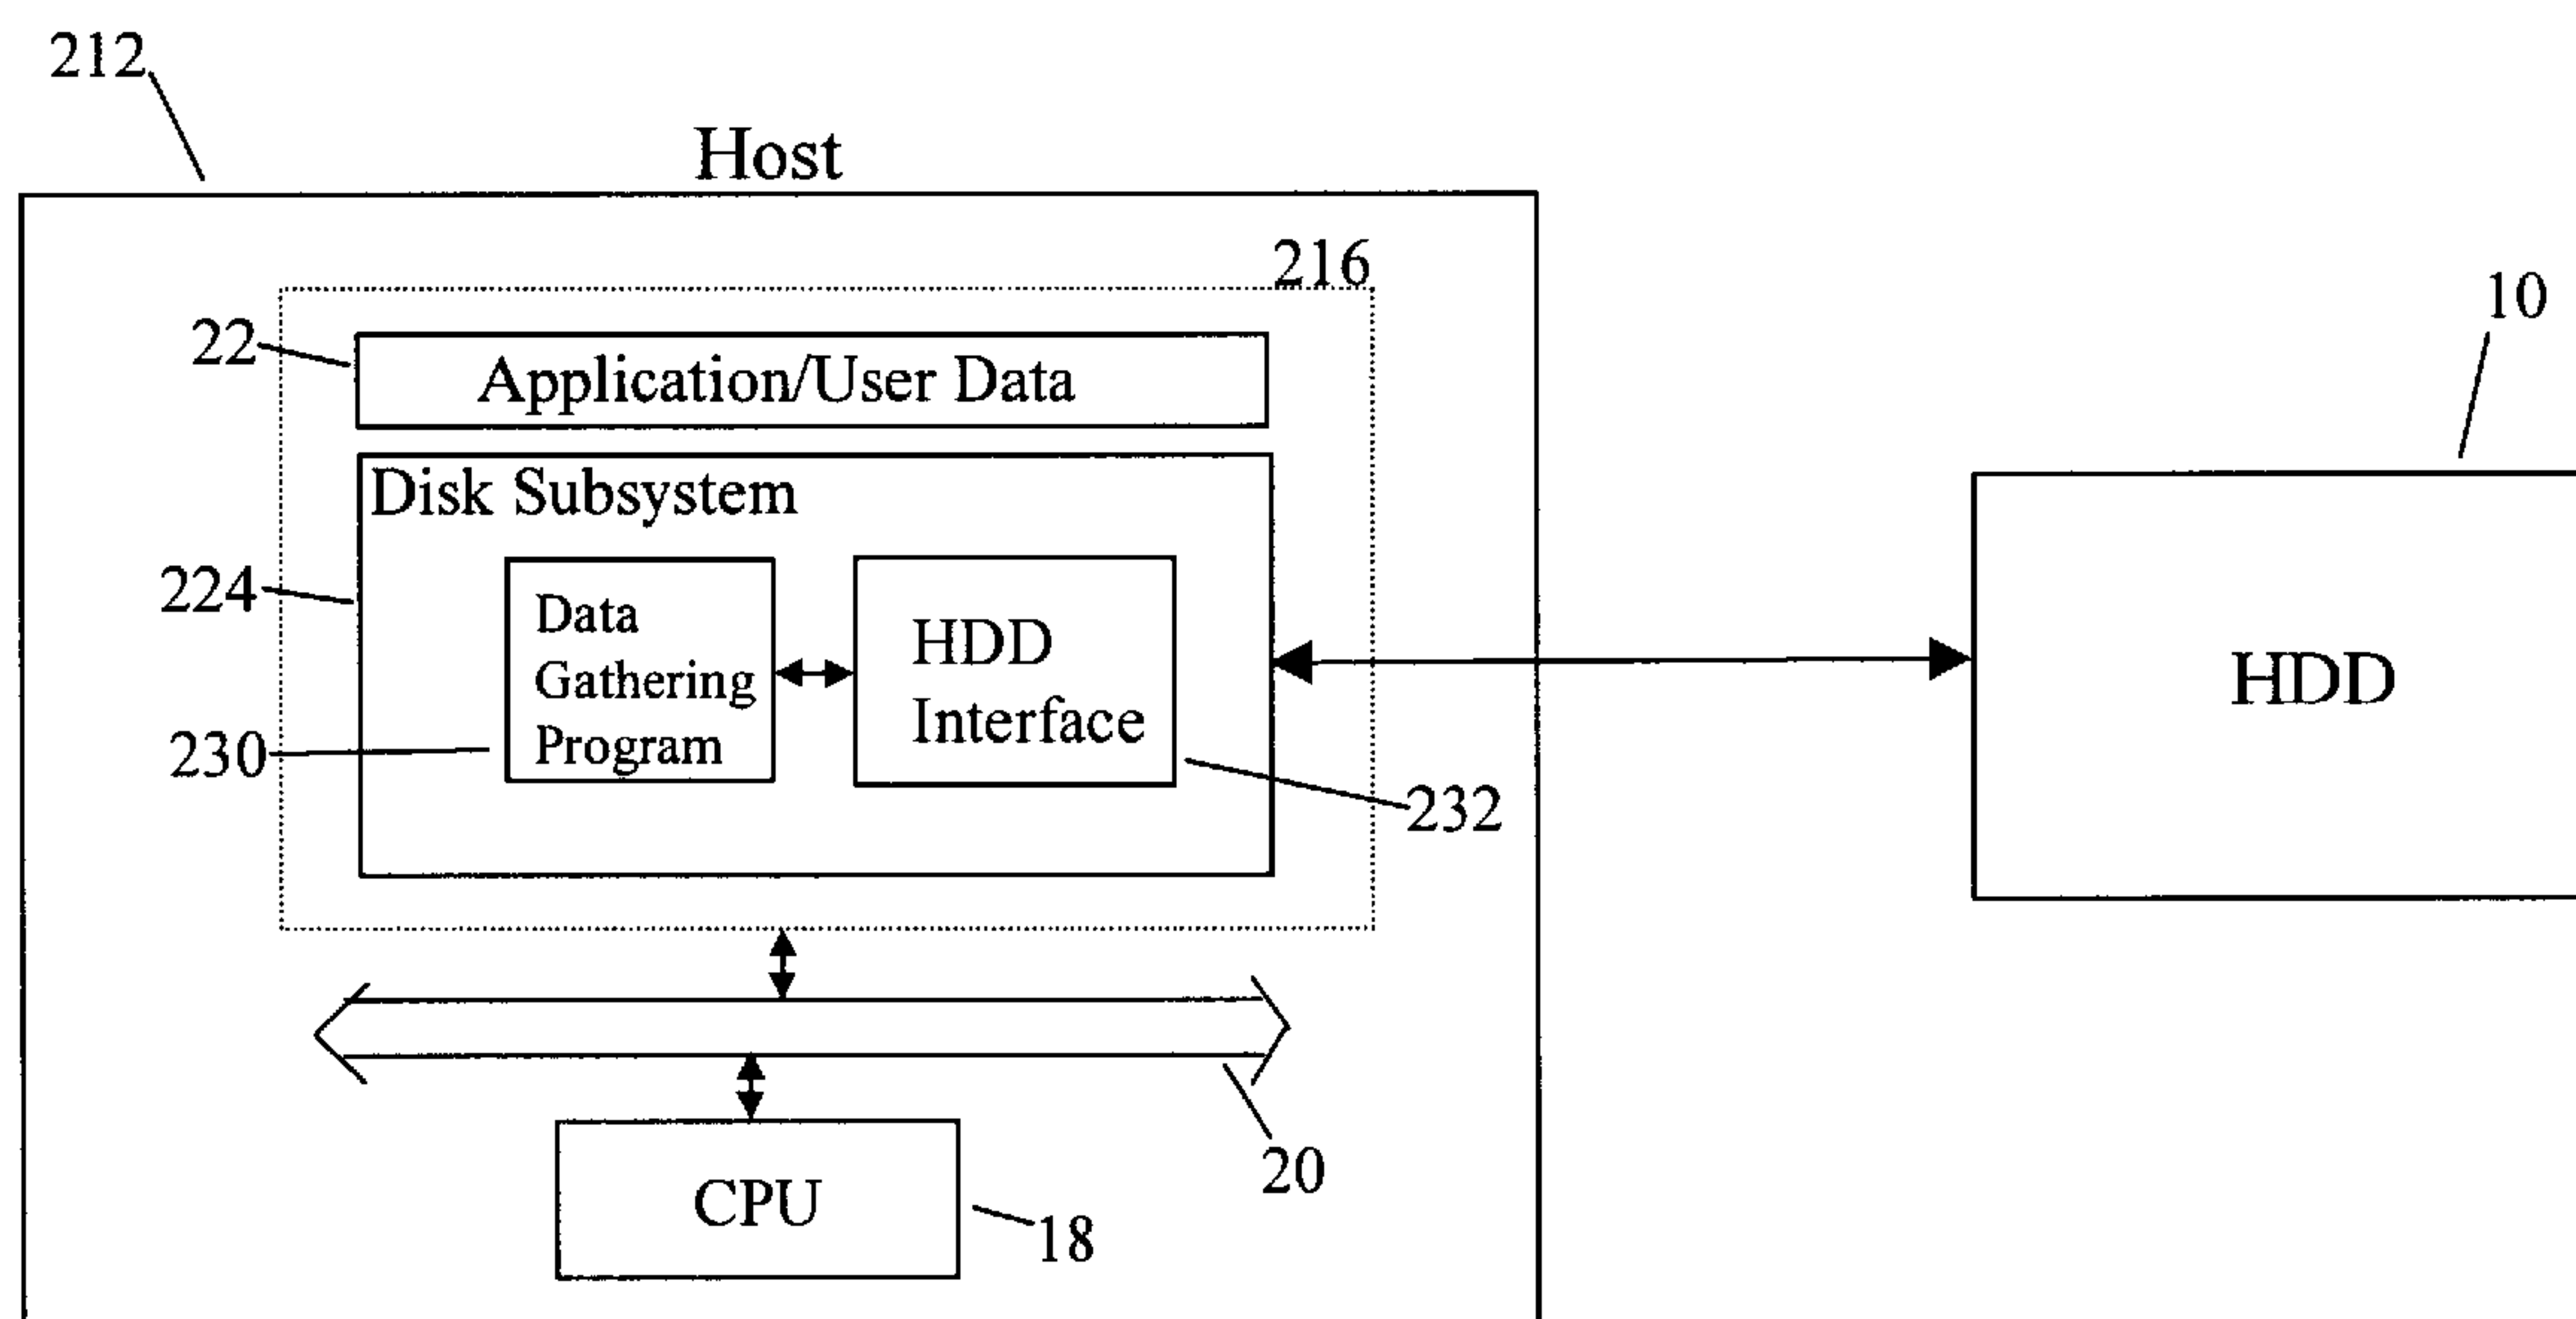 212
Host
216
10
22
Application/User Data
Disk Subsystem
224
Data
Gathering
Program
HDD
Interface
HDD
230
232
20
CPU
18